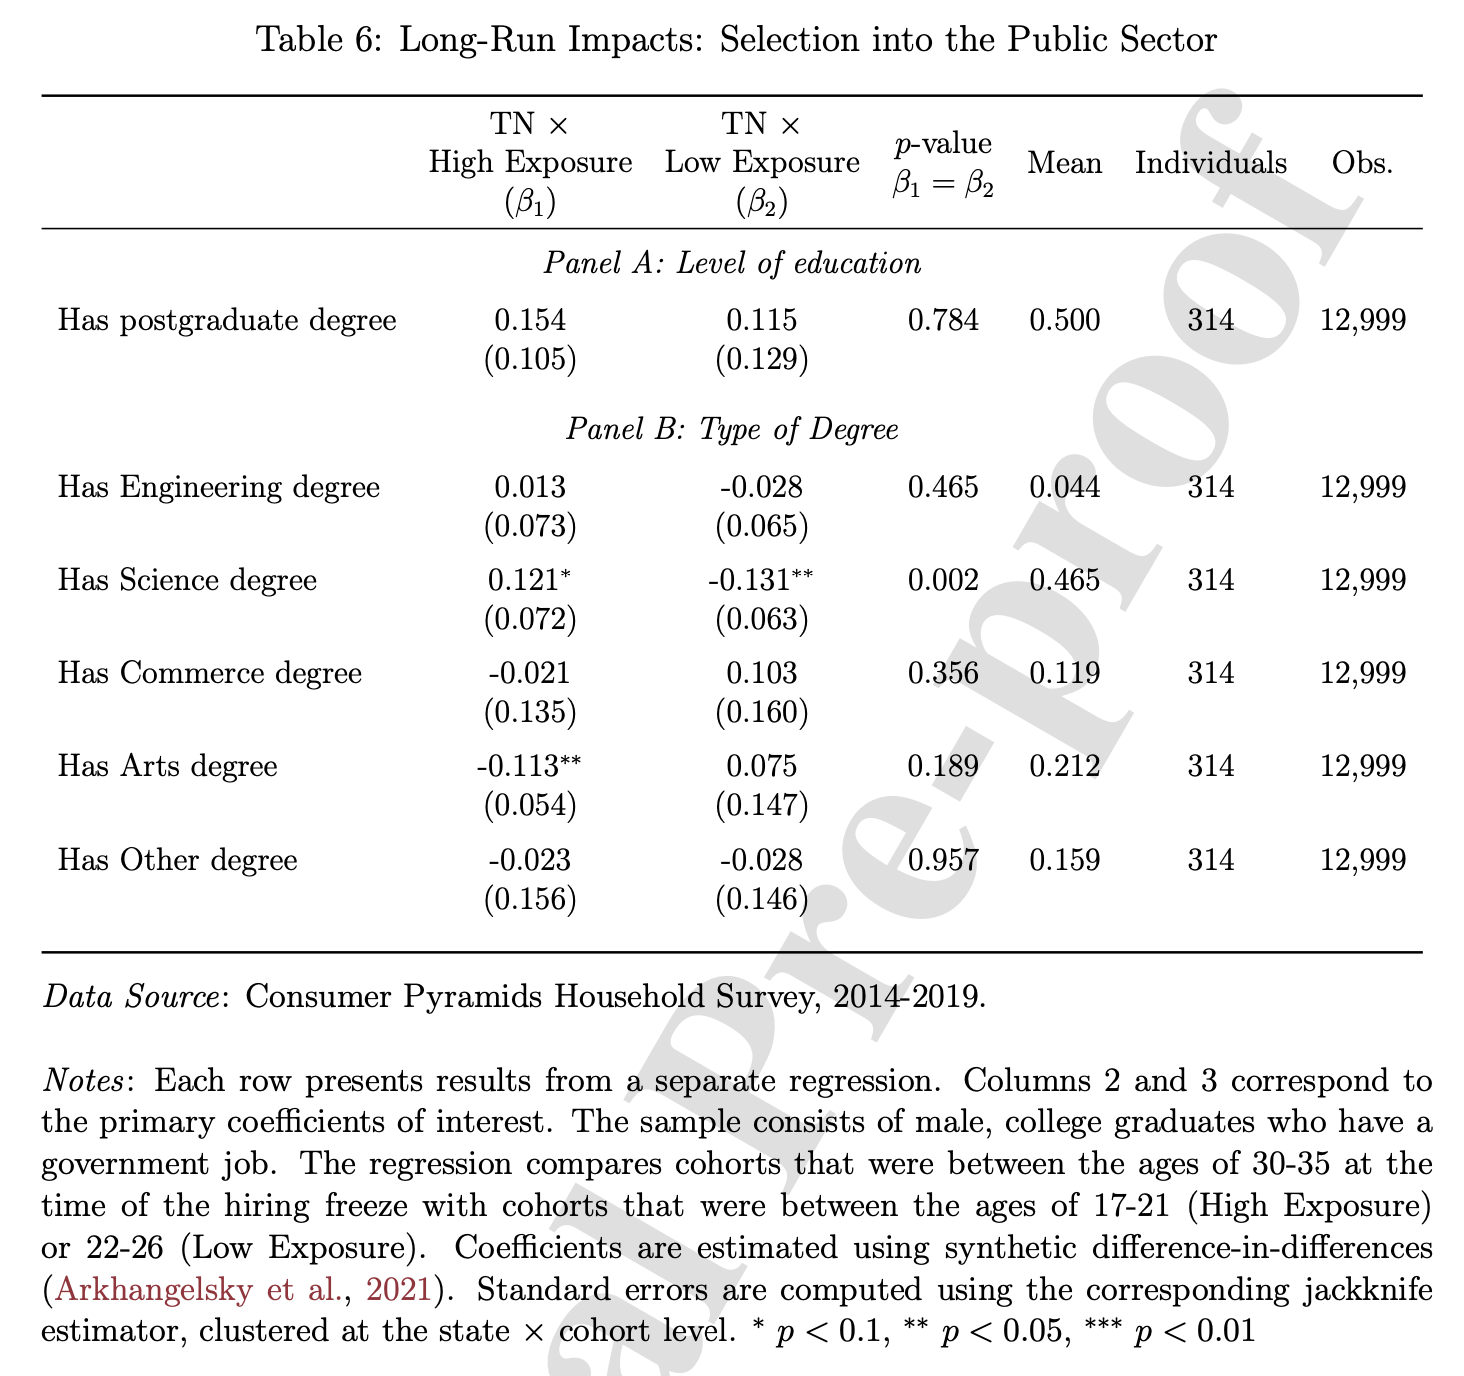 Table 6: Long-Run Impacts: Selection into the Public Sector
TN × High Exposure (β₁) TN × Low Exposure (β₂) p-value β₁ = β₂ Mean Individuals Obs.
Panel A: Level of education
Has postgraduate degree 0.154 0.115 0.784 0.500 314 12,999
(0.105) (0.129)
Panel B: Type of Degree
Has Engineering degree 0.013 -0.028 0.465 0.044 314 12,999
(0.073) (0.065)
Has Science degree 0.121* -0.131** 0.002 0.465 314 12,999
(0.072) (0.063)
Has Commerce degree -0.021 0.103 0.356 0.119 314 12,999
(0.135) (0.160)
Has Arts degree -0.113** 0.075 0.189 0.212 314 12,999
(0.054) (0.147)
Has Other degree -0.023 -0.028 0.957 0.159 314 12,999
(0.156) (0.146)
Data Source: Consumer Pyramids Household Survey, 2014-2019.
Notes: Each row presents results from a separate regression. Columns 2 and 3 correspond to
the primary coefficients of interest. The sample consists of male, college graduates who have a
government job. The regression compares cohorts that were between the ages of 30-35 at the
time of the hiring freeze with cohorts that were between the ages of 17-21 (High Exposure)
or 22-26 (Low Exposure). Coefficients are estimated using synthetic difference-in-differences
(Arkhangelsky et al., 2021). Standard errors are computed using the corresponding jackknife
estimator, clustered at the state × cohort level. * p < 0.1, ** p < 0.05, *** p < 0.01
al Pre-proof